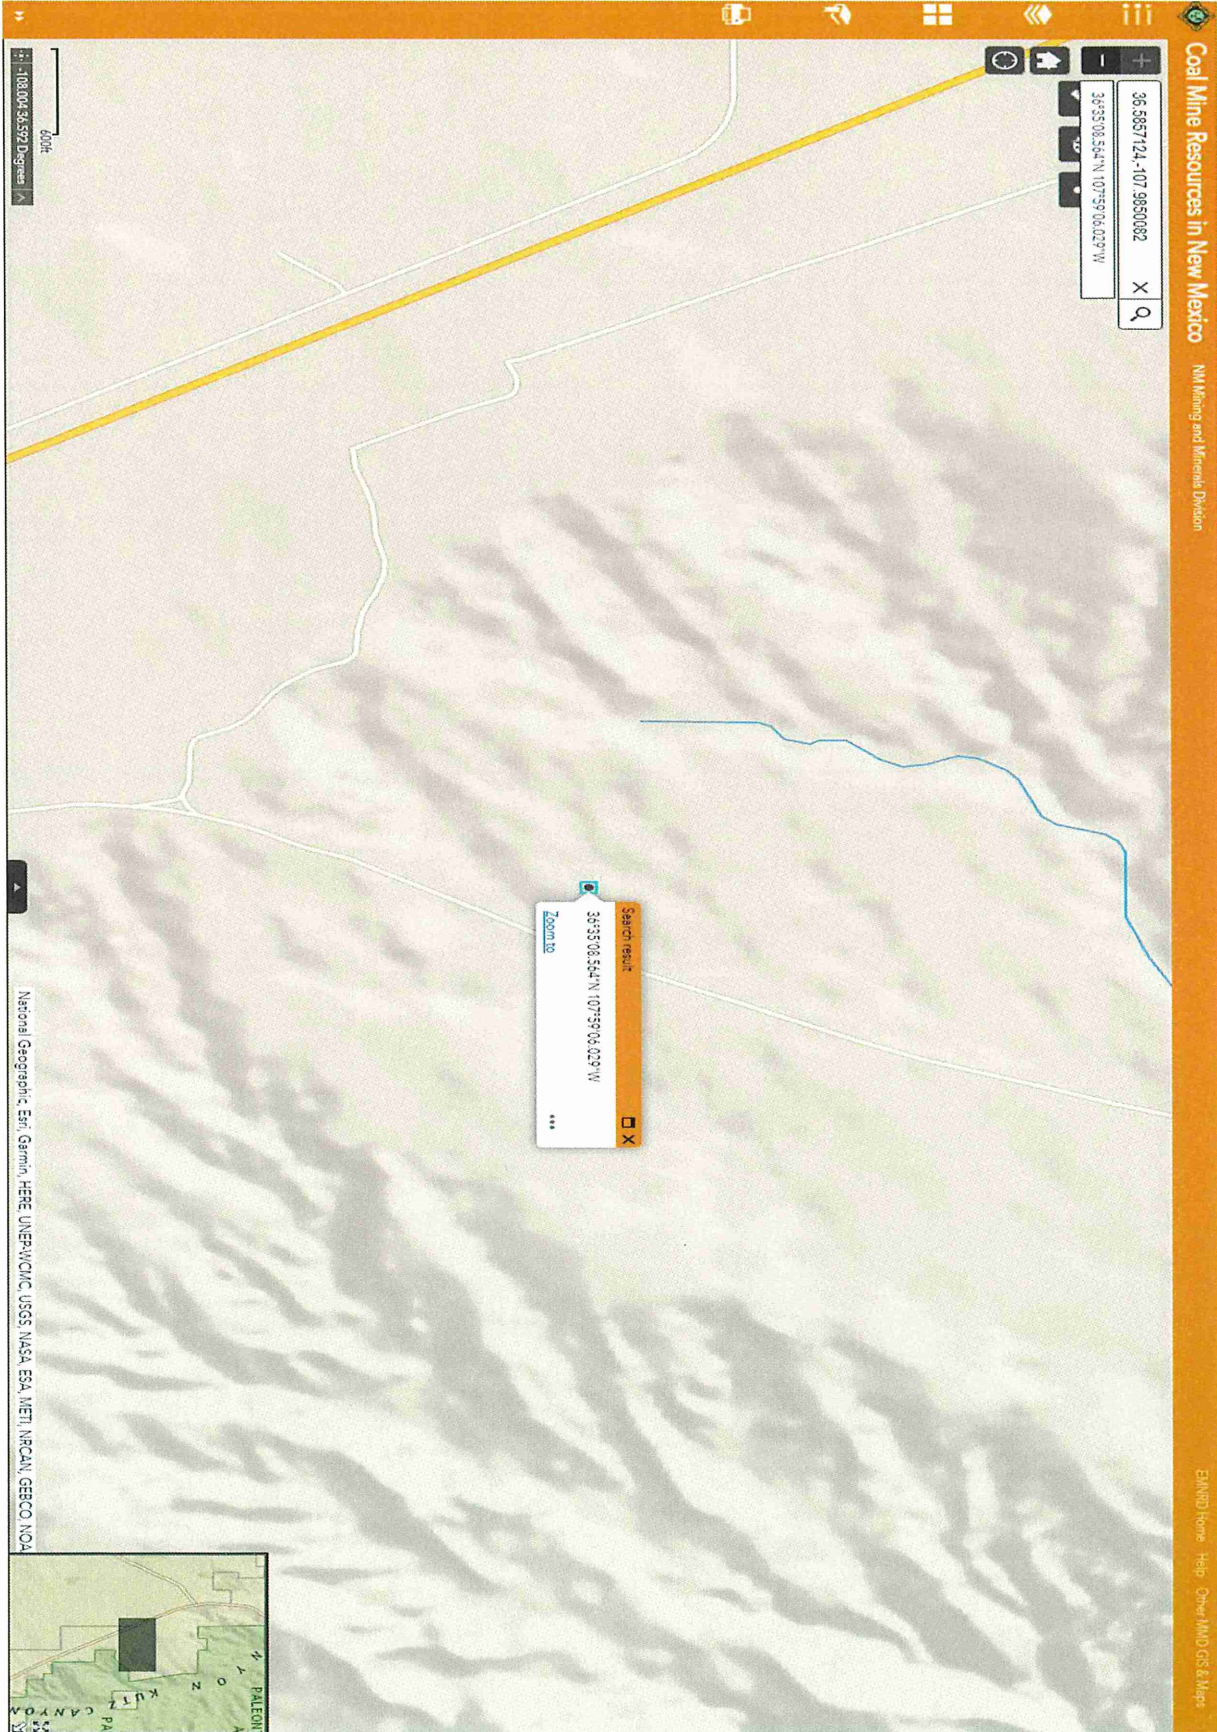 Coal Mine Resources in New Mexico NM Mining and Minerals Division
EMNRD Home Help Other MMD GIS & Maps
+
36.5857124,-107.9850082 X
36°35'08.564"N 107°59'06.029"W
-
Search result X
36°35'08.564"N 107°59'06.029"W
Zoom to
600ft
-108.004 36.592 Degrees
National Geographic, Esri, Garmin, HERE, UNEP-WCMC, USGS, NASA, ESA, METI, NRCAN, GEBCO, NOA
PALEON
KUTZ
CANYON
PA